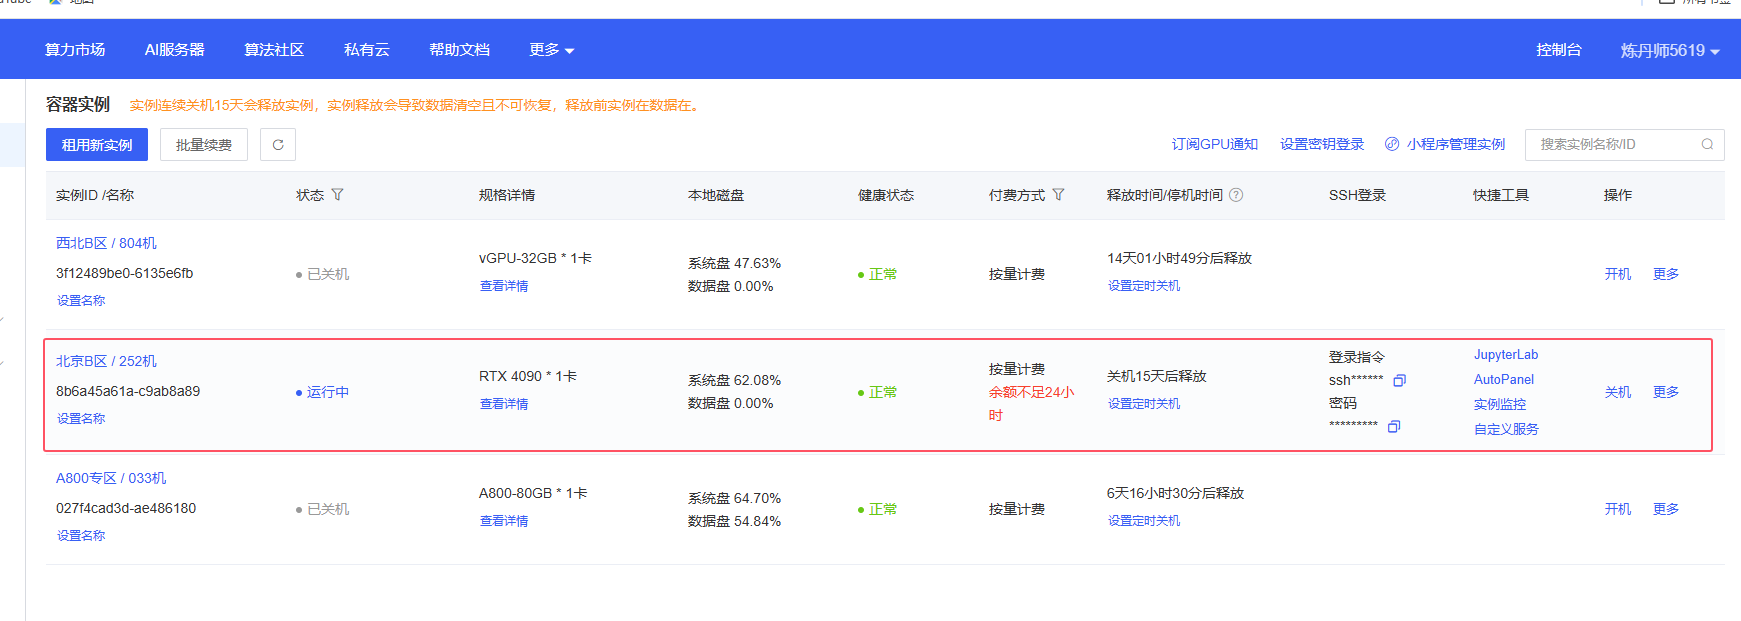 地图
算力市场 AI服务器 算法社区 私有云 帮助文档 更多 控制台 炼丹师5619
容器实例 实例连续关机15天会释放实例，实例释放会导致数据清空且不可恢复，释放前实例在数据在。
租用新实例 批量续费 订阅GPU通知 设置密钥登录 小程序管理实例 搜索实例名称/ID
实例ID /名称 状态 规格详情 本地磁盘 健康状态 付费方式 释放时间/停机时间 SSH登录 快捷工具 操作
西北B区 / 804机
3f12489be0-6135e6fb
设置名称
已关机
vGPU-32GB * 1卡
查看详情
系统盘 47.63%
数据盘 0.00%
正常
按量计费
14天01小时49分后释放
设置定时关机
开机 更多
北京B区 / 252机
8b6a45a61a-c9ab8a89
设置名称
运行中
RTX 4090 * 1卡
查看详情
系统盘 62.08%
数据盘 0.00%
正常
按量计费
余额不足24小
时
关机15天后释放
设置定时关机
登录指令
ssh******
密码
*********
JupyterLab
AutoPanel
实例监控
自定义服务
关机 更多
A800专区 / 033机
027f4cad3d-ae486180
设置名称
已关机
A800-80GB * 1卡
查看详情
系统盘 64.70%
数据盘 54.84%
正常
按量计费
6天16小时30分后释放
设置定时关机
开机 更多